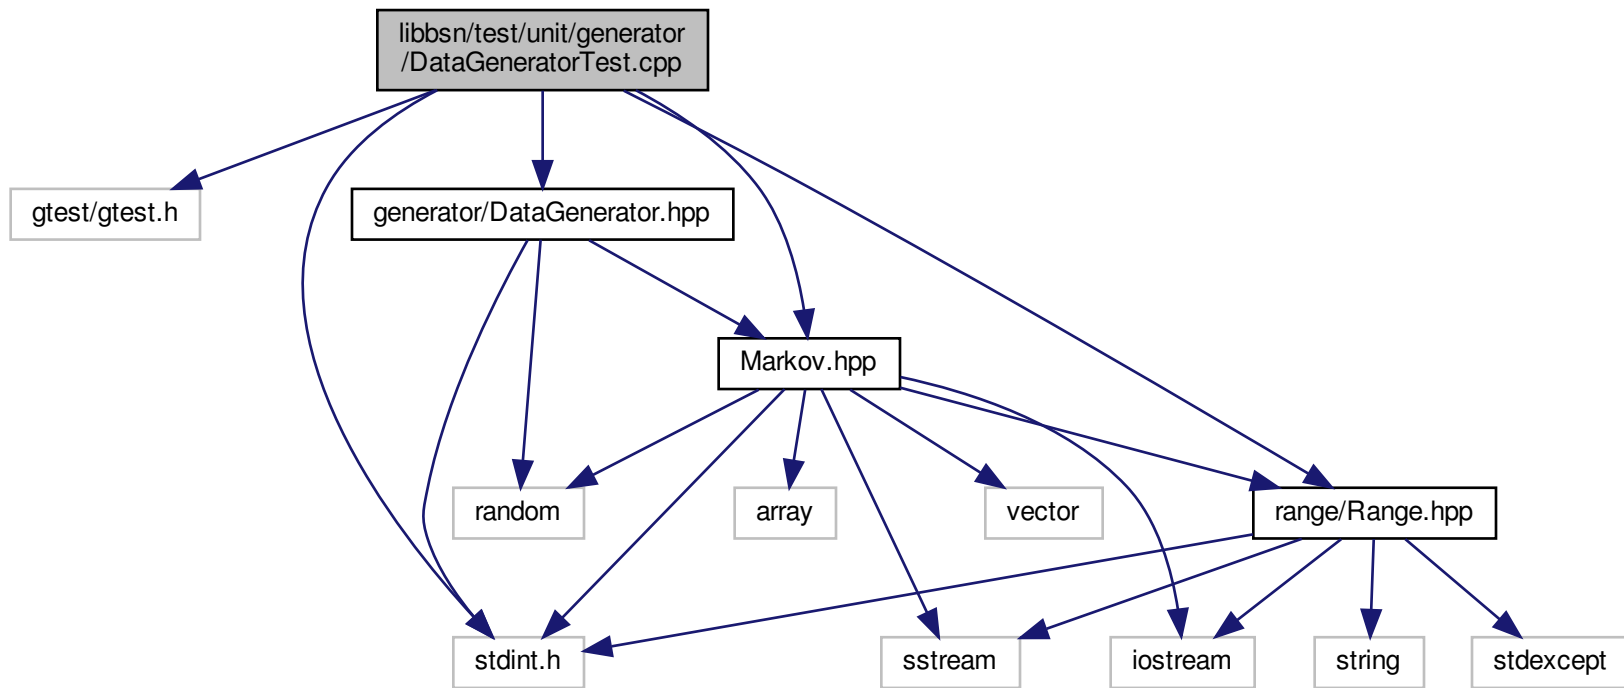 libbsn/test/unit/generator
/DataGeneratorTest.cpp
gtest/gtest.h
generator/DataGenerator.hpp
Markov.hpp
random
array
vector
range/Range.hpp
stdint.h
sstream
iostream
string
stdexcept